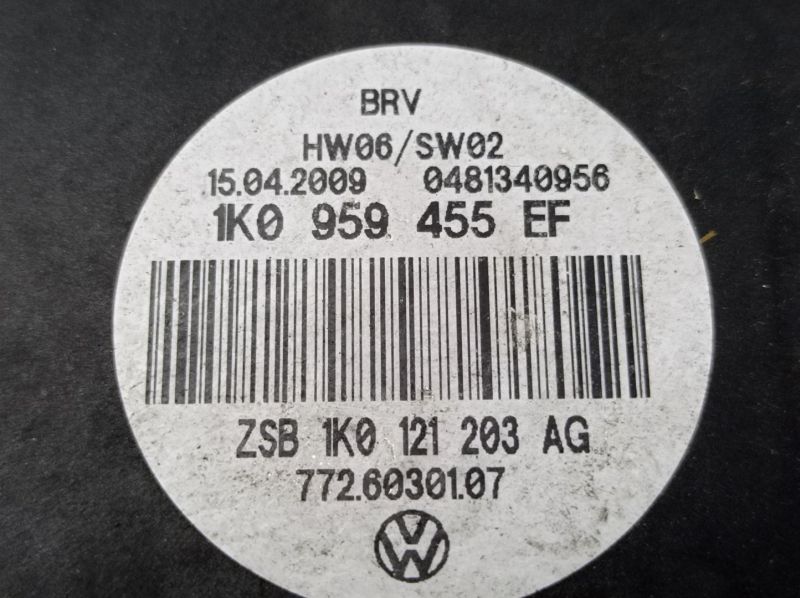 BRV
HW06/SW02
15.04.2009 0481340956
1K0 959 455 EF
ZSB 1K0 121 203 AG
772.60301.07
VW